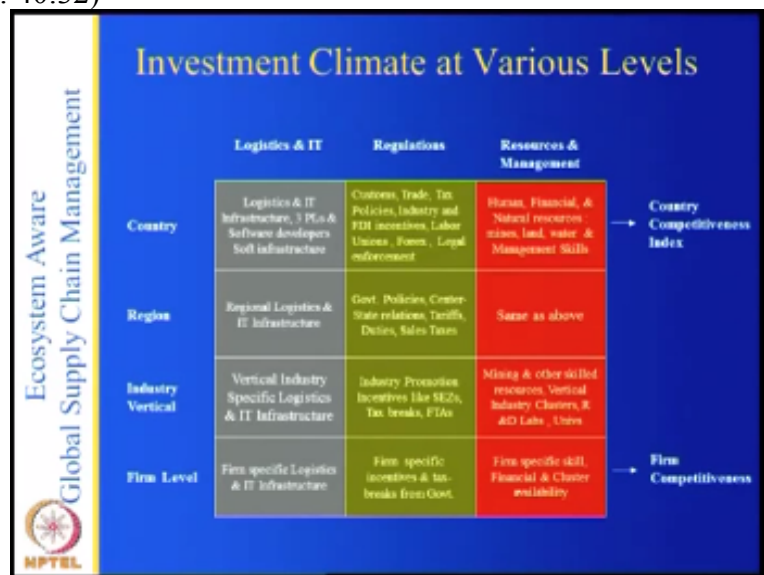 : 40:32)
Investment Climate at Various Levels
Ecosystem Aware
Global Supply Chain Management
Logistics & IT
Regulations
Resources &
Management
Country
Logistics & IT
Infrastructure, 3 PLs &
Software developers
Soft infrastructure
Customs, Trade, Tax
Policies, Industry and
FDI incentives, Labor
Unions , Forex , Legal
enforcement
Human, Financial, &
Natural resources :
mines, land, water &
Management Skills
Country
Competitiveness
Index
Region
Regional Logistics &
IT Infrastructure
Govt. Policies, Center-
State relations, Tariffs,
Duties, Sales Taxes
Same as above
Industry
Vertical
Vertical Industry
Specific Logistics
& IT Infrastructure
Industry Promotion
Incentives like SEZs,
Tax breaks, FTAs
Mining & other skilled
resources, Vertical
Industry Clusters, R
&D Labs , Univs
Firm Level
Firm specific Logistics
& IT Infrastructure
Firm specific
incentives & tax-
breaks from Govt.
Firm specific skill,
Financial & Cluster
availability
Firm
Competitiveness
NPTEL